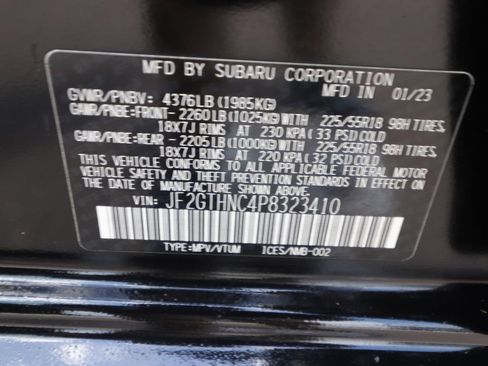 MFD BY SUBARU CORPORATION
GVWR/PNBV: 4376LB(1985KG) MFD IN 01/23
GAWR/PNBE:FRONT- 2260LB(1025KG)WITH 225/55R18 98H TIRES,
18X7J RIMS AT 230 KPA(33 PSI)COLD
GAWR/PNBE:REAR - 2205LB(1000KG)WITH 225/55R18 98H TIRES,
18X7J RIMS AT 220 KPA(32 PSI)COLD
THIS VEHICLE CONFORMS TO ALL APPLICABLE FEDERAL MOTOR
VEHICLE SAFETY AND THEFT PREVENTION STANDARDS IN EFFECT
ON THE DATE OF MANUFACTURE SHOWN ABOVE.
VIN: JF2GTHNC4P8323410
TYPE:MPV/VTUM ICES/NMB-002